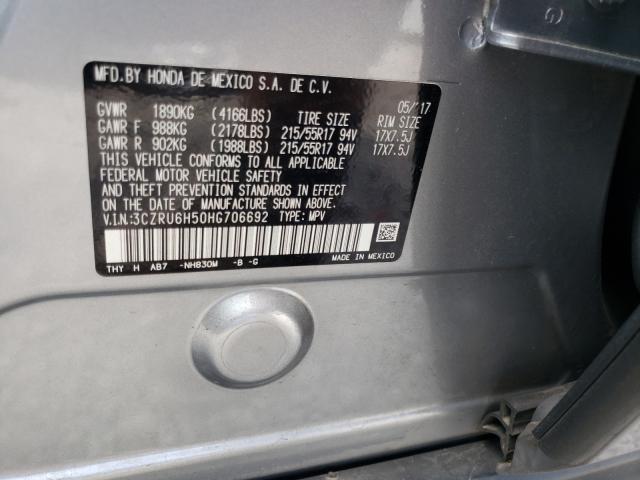 MFD.BY HONDA DE MEXICO S.A. DE C.V.
05/'17
GVWR 1890KG (4166LBS) TIRE SIZE RIM SIZE
GAWR F 988KG (2178LBS) 215/55R17 94V 17X7.5J
GAWR R 902KG (1988LBS) 215/55R17 94V 17X7.5J
THIS VEHICLE CONFORMS TO ALL APPLICABLE
FEDERAL MOTOR VEHICLE SAFETY
AND THEFT PREVENTION STANDARDS IN EFFECT
ON THE DATE OF MANUFACTURE SHOWN ABOVE.
V.I.N:3CZRU6H50HG706692 TYPE: MPV
THY H AB7 -NH830M -B -G MADE IN MEXICO